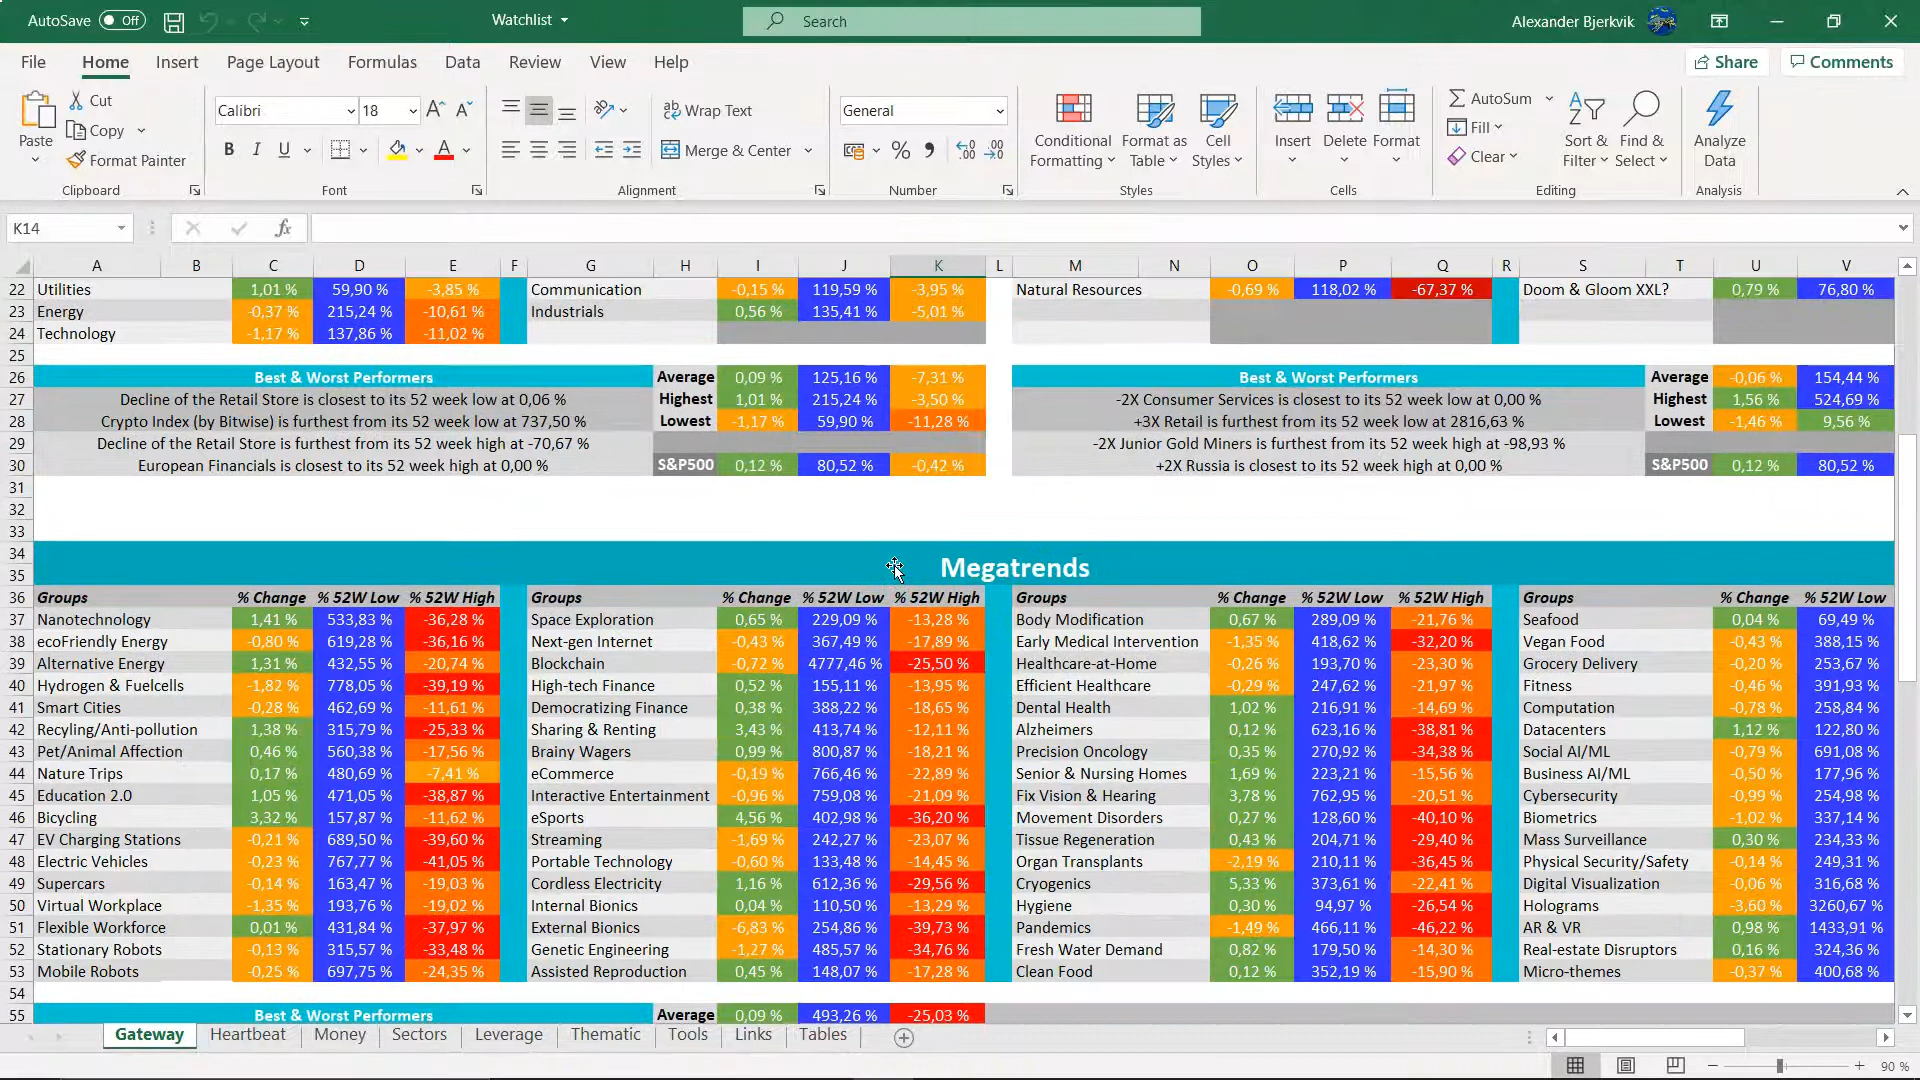 AutoSave Off Watchlist Search Alexander Bjerkvik
File Home Insert Page Layout Formulas Data Review View Help Share Comments
Paste Cut Copy Format Painter Clipboard
Calibri 18 B I U Font
Wrap Text Merge & Center Alignment
General % Number
Conditional Formatting Format as Table Cell Styles Styles
Insert Delete Format Cells
AutoSum Fill Clear Sort & Filter Find & Select Editing
Analyze Data Analysis
K14 fx
A B C D E F G H I J K L M N O P Q R S T U V
22 Utilities 1,01 % 59,90 % -3,85 % Communication -0,15 % 119,59 % -3,95 % Natural Resources -0,69 % 118,02 % -67,37 % Doom & Gloom XXL? 0,79 % 76,80 %
23 Energy -0,37 % 215,24 % -10,61 % Industrials 0,56 % 135,41 % -5,01 %
24 Technology -1,17 % 137,86 % -11,02 %
25
26 Best & Worst Performers Average 0,09 % 125,16 % -7,31 % Best & Worst Performers Average -0,06 % 154,44 %
27 Decline of the Retail Store is closest to its 52 week low at 0,06 % Highest 1,01 % 215,24 % -3,50 % -2X Consumer Services is closest to its 52 week low at 0,00 % Highest 1,56 % 524,69 %
28 Crypto Index (by Bitwise) is furthest from its 52 week low at 737,50 % Lowest -1,17 % 59,90 % -11,28 % +3X Retail is furthest from its 52 week low at 2816,63 % Lowest -1,46 % 9,56 %
29 Decline of the Retail Store is furthest from its 52 week high at -70,67 % -2X Junior Gold Miners is furthest from its 52 week high at -98,93 %
30 European Financials is closest to its 52 week high at 0,00 % S&P500 0,12 % 80,52 % -0,42 % +2X Russia is closest to its 52 week high at 0,00 % S&P500 0,12 % 80,52 %
31
32
33
34
35 Megatrends
36 Groups % Change % 52W Low % 52W High Groups % Change % 52W Low % 52W High Groups % Change % 52W Low % 52W High Groups % Change % 52W Low
37 Nanotechnology 1,41 % 533,83 % -36,28 % Space Exploration 0,65 % 229,09 % -13,28 % Body Modification 0,67 % 289,09 % -21,76 % Seafood 0,04 % 69,49 %
38 ecoFriendly Energy -0,80 % 619,28 % -36,16 % Next-gen Internet -0,43 % 367,49 % -17,89 % Early Medical Intervention -1,35 % 418,62 % -32,20 % Vegan Food -0,43 % 388,15 %
39 Alternative Energy 1,31 % 432,55 % -20,74 % Blockchain -0,72 % 4777,46 % -25,50 % Healthcare-at-Home -0,26 % 193,70 % -23,30 % Grocery Delivery -0,20 % 253,67 %
40 Hydrogen & Fuelcells -1,82 % 778,05 % -39,19 % High-tech Finance 0,52 % 155,11 % -13,95 % Efficient Healthcare -0,29 % 247,62 % -21,97 % Fitness -0,46 % 391,93 %
41 Smart Cities -0,28 % 462,69 % -11,61 % Democratizing Finance 0,38 % 388,22 % -18,65 % Dental Health 1,02 % 216,91 % -14,69 % Computation -0,78 % 258,84 %
42 Recyling/Anti-pollution 1,38 % 315,79 % -25,33 % Sharing & Renting 3,43 % 413,74 % -12,11 % Alzheimers 0,12 % 623,16 % -38,81 % Datacenters 1,12 % 122,80 %
43 Pet/Animal Affection 0,46 % 560,38 % -17,56 % Brainy Wagers 0,99 % 800,87 % -18,21 % Precision Oncology 0,35 % 270,92 % -34,38 % Social AI/ML -0,79 % 691,08 %
44 Nature Trips 0,17 % 480,69 % -7,41 % eCommerce -0,19 % 766,46 % -22,89 % Senior & Nursing Homes 1,69 % 223,21 % -15,56 % Business AI/ML -0,50 % 177,96 %
45 Education 2.0 1,05 % 471,05 % -38,87 % Interactive Entertainment -0,96 % 759,08 % -21,09 % Fix Vision & Hearing 3,78 % 762,95 % -20,51 % Cybersecurity -0,99 % 254,98 %
46 Bicycling 3,32 % 157,87 % -11,62 % eSports 4,56 % 402,98 % -36,20 % Movement Disorders 0,27 % 128,60 % -40,10 % Biometrics -1,02 % 337,14 %
47 EV Charging Stations -0,21 % 689,50 % -39,60 % Streaming -1,69 % 242,27 % -23,07 % Tissue Regeneration 0,43 % 204,71 % -29,40 % Mass Surveillance 0,30 % 234,33 %
48 Electric Vehicles -0,23 % 767,77 % -41,05 % Portable Technology -0,60 % 133,48 % -14,45 % Organ Transplants -2,19 % 210,11 % -36,45 % Physical Security/Safety -0,14 % 249,31 %
49 Supercars -0,14 % 163,47 % -19,03 % Cordless Electricity 1,16 % 612,36 % -29,56 % Cryogenics 5,33 % 373,61 % -22,41 % Digital Visualization -0,06 % 316,68 %
50 Virtual Workplace -1,35 % 193,76 % -19,02 % Internal Bionics 0,04 % 110,50 % -13,29 % Hygiene 0,30 % 94,97 % -26,54 % Holograms -3,60 % 3260,67 %
51 Flexible Workforce 0,01 % 431,84 % -37,97 % External Bionics -6,83 % 254,86 % -39,73 % Pandemics -1,49 % 466,11 % -46,22 % AR & VR 0,98 % 1433,91 %
52 Stationary Robots -0,13 % 315,57 % -33,48 % Genetic Engineering -1,27 % 485,57 % -34,76 % Fresh Water Demand 0,82 % 179,50 % -14,30 % Real-estate Disruptors 0,16 % 324,36 %
53 Mobile Robots -0,25 % 697,75 % -24,35 % Assisted Reproduction 0,45 % 148,07 % -17,28 % Clean Food 0,12 % 352,19 % -15,90 % Micro-themes -0,37 % 400,68 %
54
55 Best & Worst Performers Average 0,09 % 493,26 % -25,03 %
Gateway Heartbeat Money Sectors Leverage Thematic Tools Links Tables
90 %